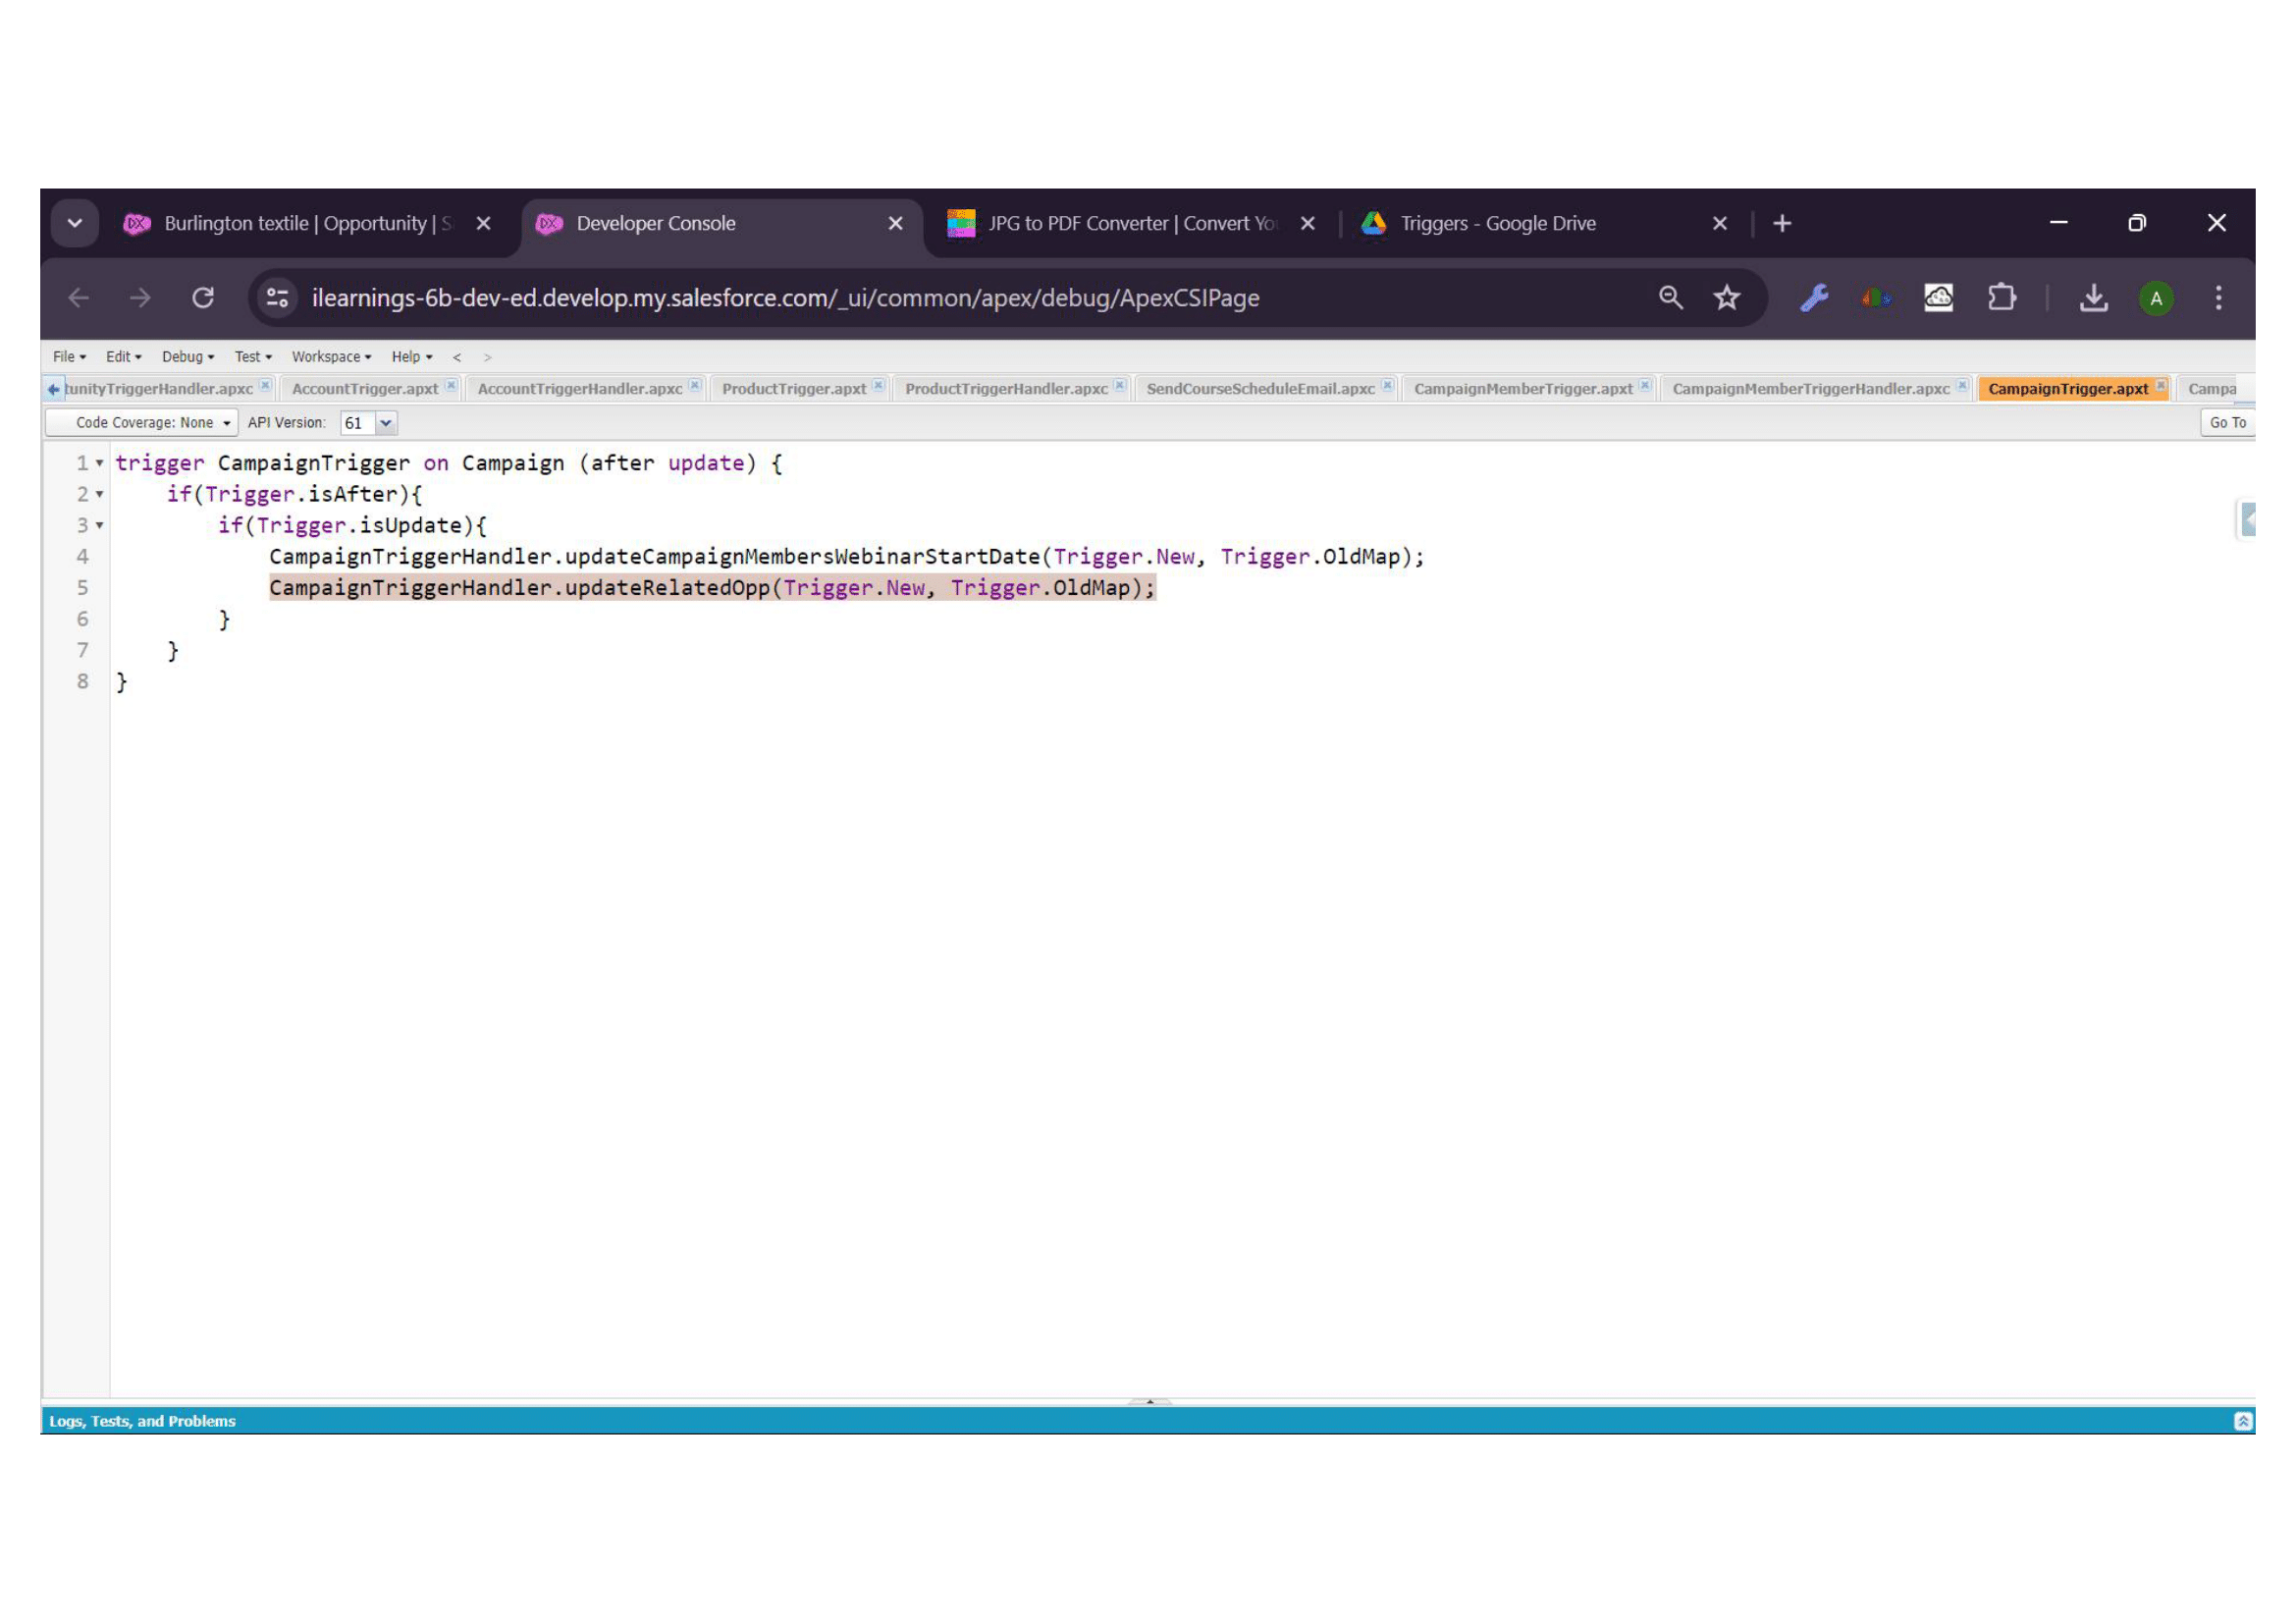 Burlington textile | Opportunity | S
Developer Console
JPG to PDF Converter | Convert Yo
Triggers - Google Drive
ilearnings-6b-dev-ed.develop.my.salesforce.com/_ui/common/apex/debug/ApexCSIPage
A
File Edit Debug Test Workspace Help < >
tunityTriggerHandler.apxc AccountTrigger.apxt AccountTriggerHandler.apxc ProductTrigger.apxt ProductTriggerHandler.apxc SendCourseScheduleEmail.apxc CampaignMemberTrigger.apxt CampaignMemberTriggerHandler.apxc CampaignTrigger.apxt Campa
Code Coverage: None API Version: 61 Go To
1 trigger CampaignTrigger on Campaign (after update) {
2 if(Trigger.isAfter){
3 if(Trigger.isUpdate){
4 CampaignTriggerHandler.updateCampaignMembersWebinarStartDate(Trigger.New, Trigger.OldMap);
5 CampaignTriggerHandler.updateRelatedOpp(Trigger.New, Trigger.OldMap);
6 }
7 }
8 }
Logs, Tests, and Problems